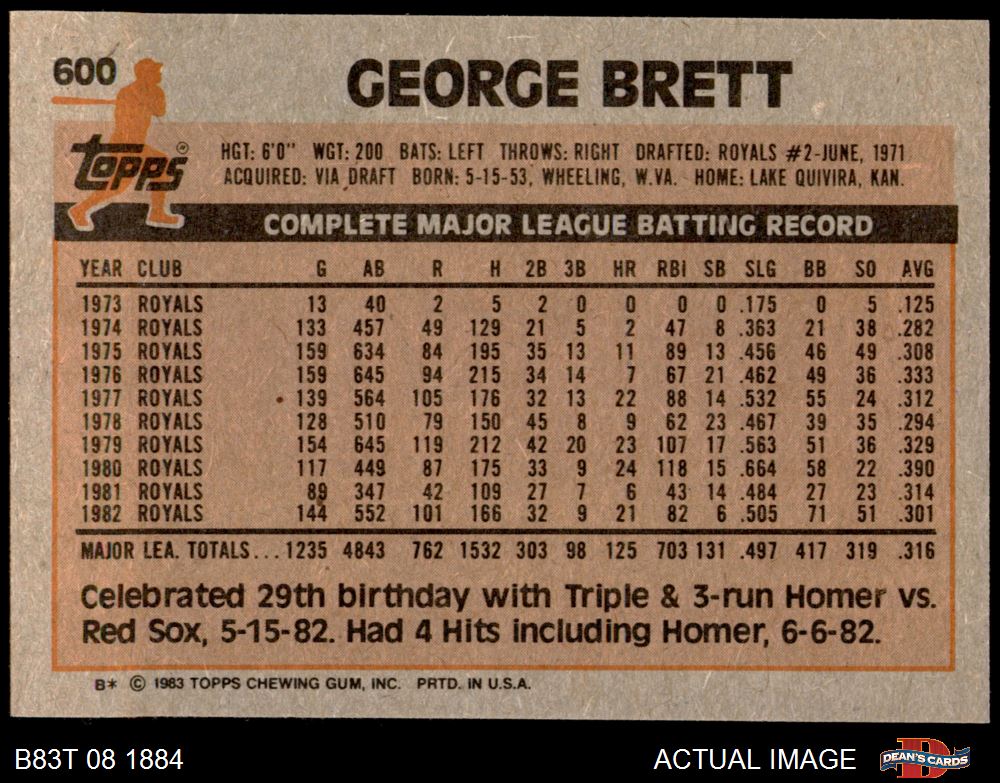 600
GEORGE BRETT
TOPPS
HGT: 6'0" WGT: 200 BATS: LEFT THROWS: RIGHT DRAFTED: ROYALS #2-JUNE, 1971
ACQUIRED: VIA DRAFT BORN: 5-15-53, WHEELING, W.VA. HOME: LAKE QUIVIRA, KAN.
COMPLETE MAJOR LEAGUE BATTING RECORD
YEAR CLUB G AB R H 2B 3B HR RBI SB SLG BB SO AVG
1973 ROYALS 13 40 2 5 2 0 0 0 0 .175 0 5 .125
1974 ROYALS 133 457 49 129 21 5 2 47 8 .363 21 38 .282
1975 ROYALS 159 634 84 195 35 13 11 89 13 .456 46 49 .308
1976 ROYALS 159 645 94 215 34 14 7 67 21 .462 49 36 .333
1977 ROYALS 139 564 105 176 32 13 22 88 14 .532 55 24 .312
1978 ROYALS 128 510 79 150 45 8 9 62 23 .467 39 35 .294
1979 ROYALS 154 645 119 212 42 20 23 107 17 .563 51 36 .329
1980 ROYALS 117 449 87 175 33 9 24 118 15 .664 58 22 .390
1981 ROYALS 89 347 42 109 27 7 6 43 14 .484 27 23 .314
1982 ROYALS 144 552 101 166 32 9 21 82 6 .505 71 51 .301
MAJOR LEA. TOTALS... 1235 4843 762 1532 303 98 125 703 131 .497 417 319 .316
Celebrated 29th birthday with Triple & 3-run Homer vs.
Red Sox, 5-15-82. Had 4 Hits including Homer, 6-6-82.
B* © 1983 TOPPS CHEWING GUM, INC. PRTD. IN U.S.A.
B83T 08 1884 ACTUAL IMAGE
D
DEAN'S CARDS